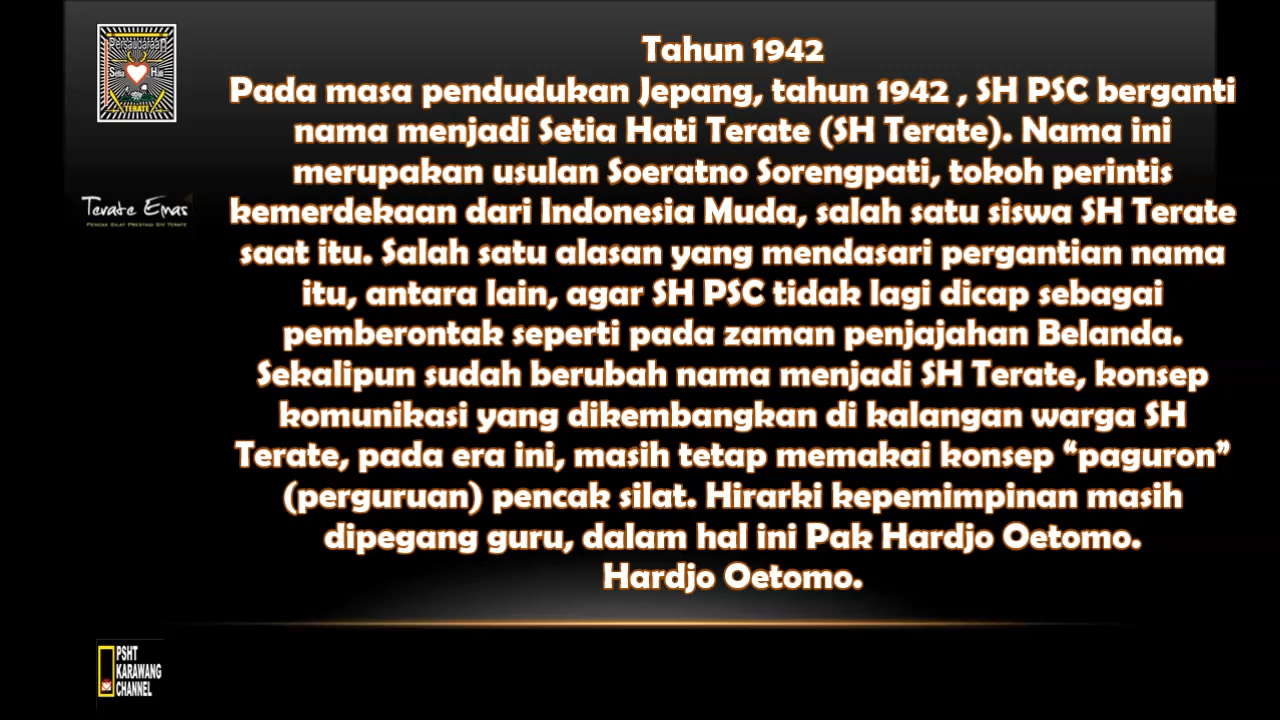 Tahun 1942
Pada masa pendudukan Jepang, tahun 1942 , SH PSC berganti
nama menjadi Setia Hati Terate (SH Terate). Nama ini
merupakan usulan Soeratno Sorengpati, tokoh perintis
kemerdekaan dari Indonesia Muda, salah satu siswa SH Terate
saat itu. Salah satu alasan yang mendasari pergantian nama
itu, antara lain, agar SH PSC tidak lagi dicap sebagai
pemberontak seperti pada zaman penjajahan Belanda.
Sekalipun sudah berubah nama menjadi SH Terate, konsep
komunikasi yang dikembangkan di kalangan warga SH
Terate, pada era ini, masih tetap memakai konsep “paguron”
(perguruan) pencak silat. Hirarki kepemimpinan masih
dipegang guru, dalam hal ini Pak Hardjo Oetomo.
Hardjo Oetomo.
Persaudaraan
Setia Hati
TERATE
Terate Emas
PENCAK SILAT PRESTASI SH TERATE
PSHT
KARAWANG
CHANNEL